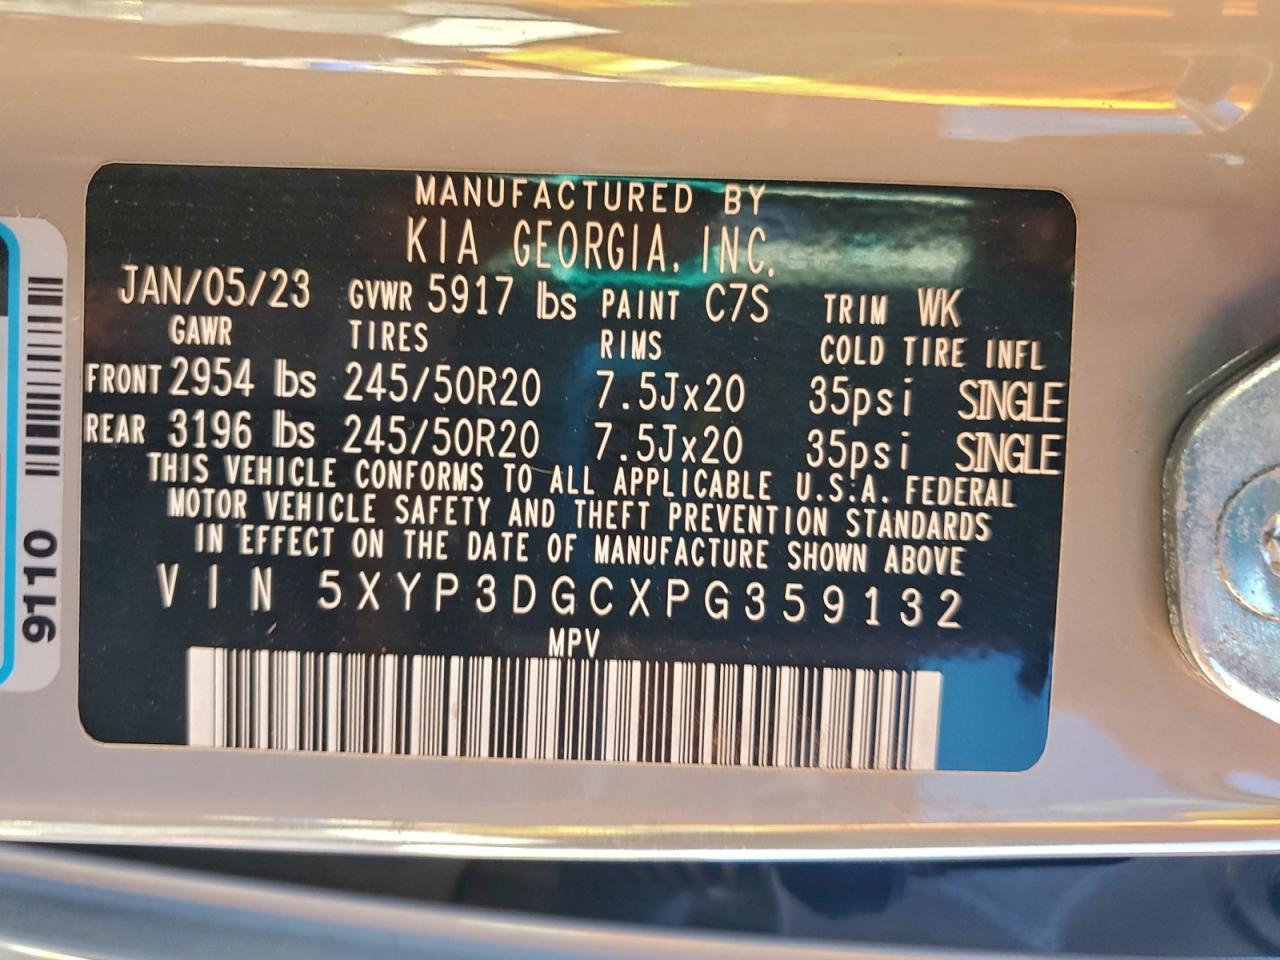 MANUFACTURED BY
KIA GEORGIA, INC.
JAN/05/23 GVWR 5917 lbs PAINT C7S TRIM WK
GAWR TIRES RIMS COLD TIRE INFL
FRONT 2954 lbs 245/50R20 7.5Jx20 35psi SINGLE
REAR 3196 lbs 245/50R20 7.5Jx20 35psi SINGLE
THIS VEHICLE CONFORMS TO ALL APPLICABLE U.S.A. FEDERAL
MOTOR VEHICLE SAFETY AND THEFT PREVENTION STANDARDS
IN EFFECT ON THE DATE OF MANUFACTURE SHOWN ABOVE
VIN 5XYP3DGCXPG359132
MPV
9110